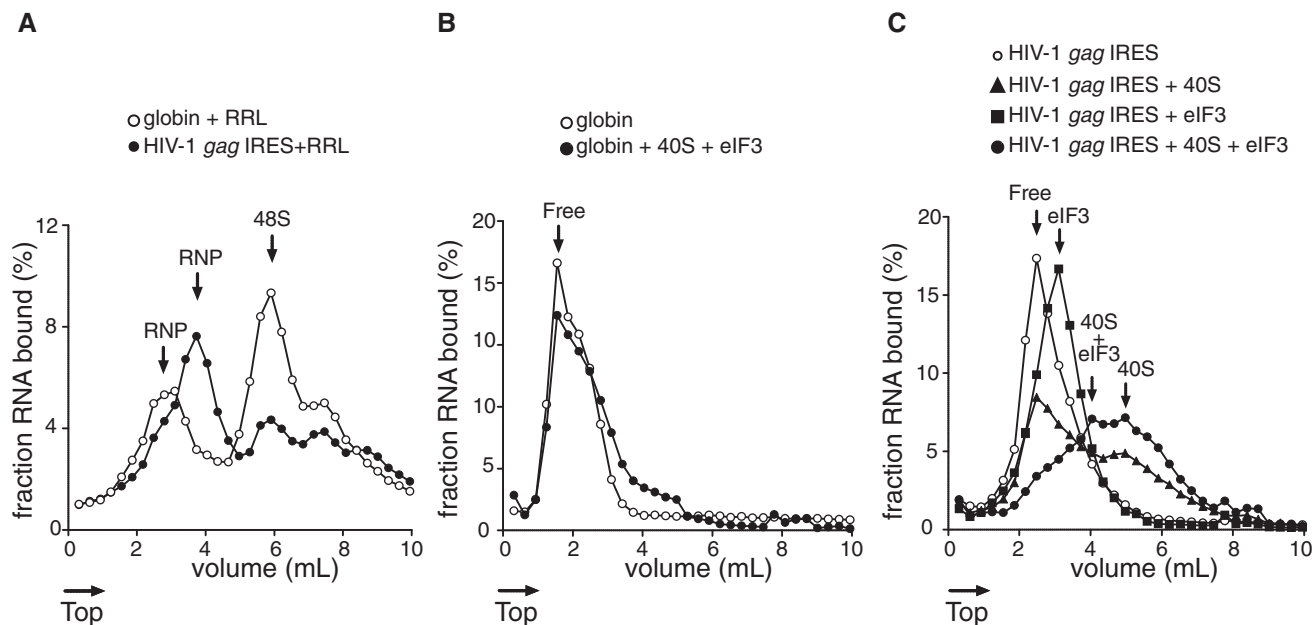 A
globin + RRL
HIV-1 gag IRES+RRL
12
8
4
0
fraction RNA bound (%)
RNP
RNP
48S
0 2 4 6 8 10
volume (mL)
Top
B
globin
globin + 40S + eIF3
20
15
10
10
5
0
fraction RNA bound (%)
Free
0 2 4 6 8 10
volume (mL)
Top
C
HIV-1 gag IRES
HIV-1 gag IRES + 40S
HIV-1 gag IRES + eIF3
HIV-1 gag IRES + 40S + eIF3
20
15
10
5
0
fraction RNA bound (%)
Free
eIF3
40S
+
eIF3
40S
0 2 4 6 8 10
volume (mL)
Top